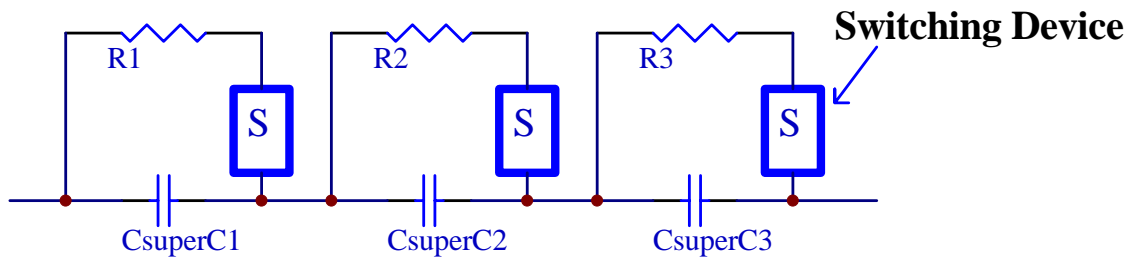 Switching Device
R1
R2
R3
S
S
S
CsuperC1
CsuperC2
CsuperC3